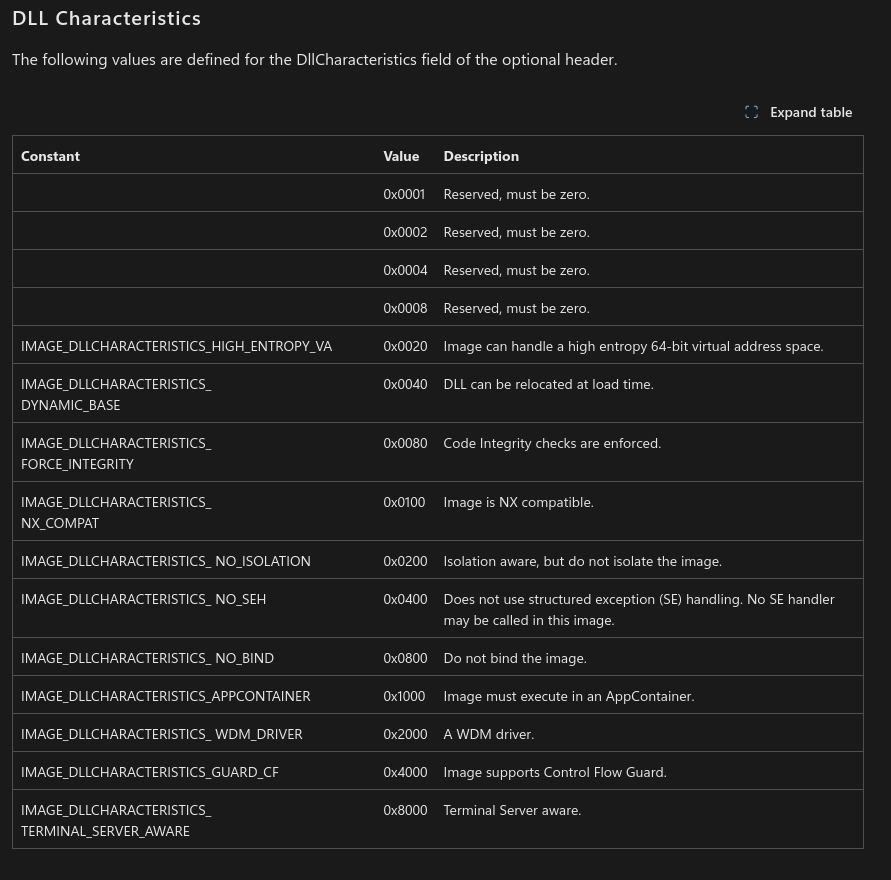 DLL Characteristics
The following values are defined for the DllCharacteristics field of the optional header.
Expand table
Constant Value Description
0x0001 Reserved, must be zero.
0x0002 Reserved, must be zero.
0x0004 Reserved, must be zero.
0x0008 Reserved, must be zero.
IMAGE_DLLCHARACTERISTICS_HIGH_ENTROPY_VA 0x0020 Image can handle a high entropy 64-bit virtual address space.
IMAGE_DLLCHARACTERISTICS_ 0x0040 DLL can be relocated at load time.
DYNAMIC_BASE
IMAGE_DLLCHARACTERISTICS_ 0x0080 Code Integrity checks are enforced.
FORCE_INTEGRITY
IMAGE_DLLCHARACTERISTICS_ 0x0100 Image is NX compatible.
NX_COMPAT
IMAGE_DLLCHARACTERISTICS_ NO_ISOLATION 0x0200 Isolation aware, but do not isolate the image.
IMAGE_DLLCHARACTERISTICS_ NO_SEH 0x0400 Does not use structured exception (SE) handling. No SE handler
may be called in this image.
IMAGE_DLLCHARACTERISTICS_ NO_BIND 0x0800 Do not bind the image.
IMAGE_DLLCHARACTERISTICS_APPCONTAINER 0x1000 Image must execute in an AppContainer.
IMAGE_DLLCHARACTERISTICS_ WDM_DRIVER 0x2000 A WDM driver.
IMAGE_DLLCHARACTERISTICS_GUARD_CF 0x4000 Image supports Control Flow Guard.
IMAGE_DLLCHARACTERISTICS_ 0x8000 Terminal Server aware.
TERMINAL_SERVER_AWARE